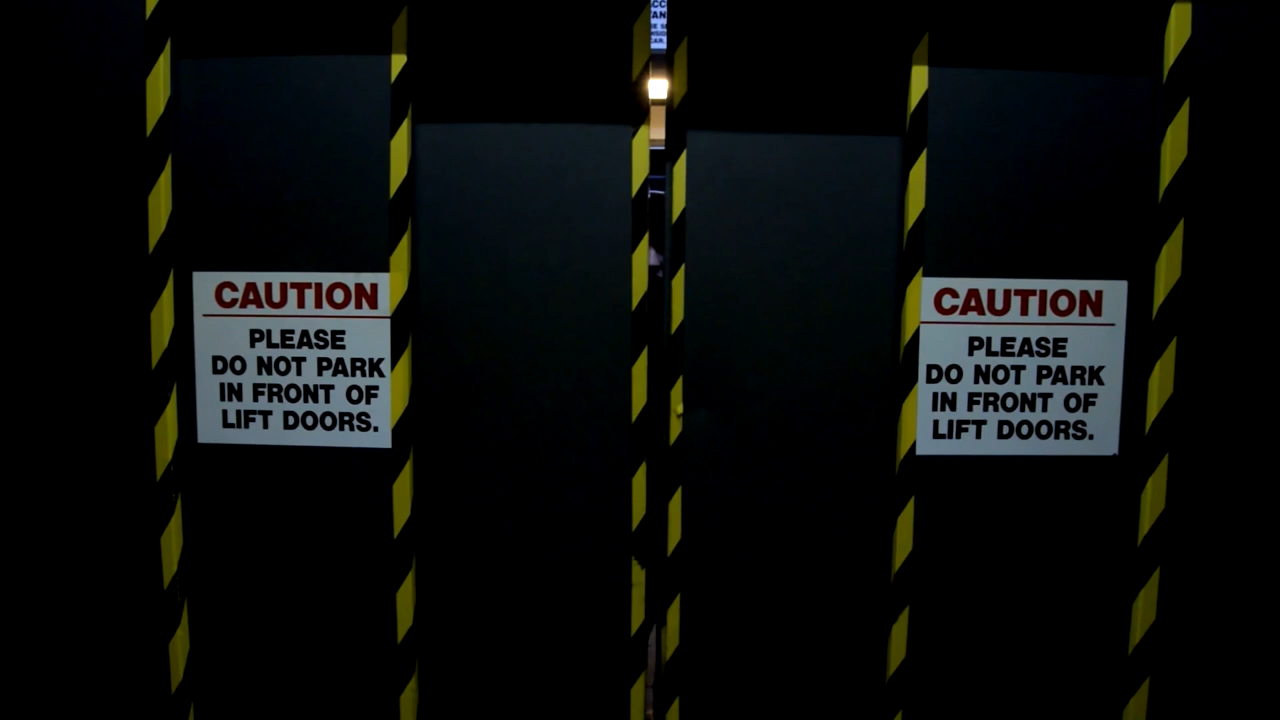 CAUTION
PLEASE
DO NOT PARK
IN FRONT OF
LIFT DOORS.
CAUTION
PLEASE
DO NOT PARK
IN FRONT OF
LIFT DOORS.